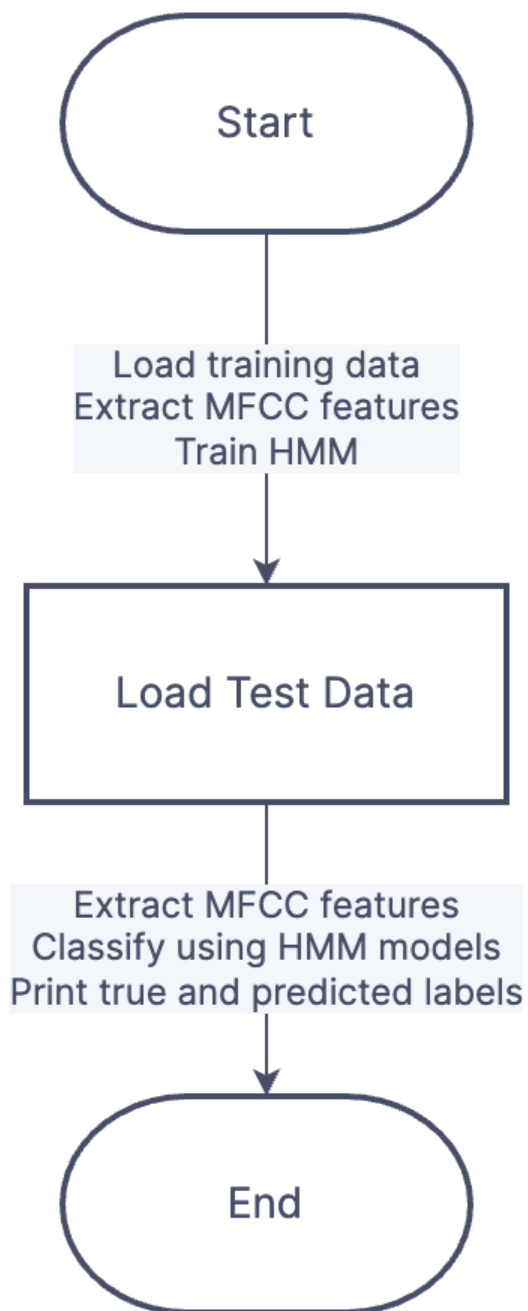 Start
Load training data
Extract MFCC features
Train HMM
Load Test Data
Extract MFCC features
Classify using HMM models
Print true and predicted labels
End